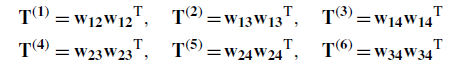 T⁽¹⁾ = w₁₂w₁₂ᵀ, T⁽²⁾ = w₁₃w₁₃ᵀ, T⁽³⁾ = w₁₄w₁₄ᵀ
T⁽⁴⁾ = w₂₃w₂₃ᵀ, T⁽⁵⁾ = w₂₄w₂₄ᵀ, T⁽⁶⁾ = w₃₄w₃₄ᵀ